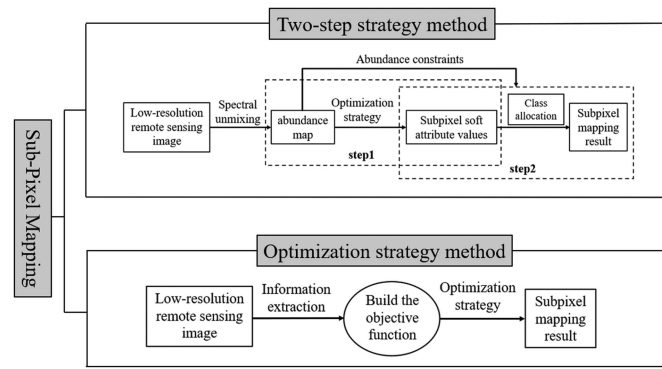 Sub-Pixel Mapping
Two-step strategy method
Abundance constraints
Low-resolution
remote sensing
image
Spectral
unmixing
abundance
map
Optimization
strategy
Subpixel soft
attribute values
Class
allocation
Subpixel
mapping
result
step1
step2
Optimization strategy method
Low-resolution
remote sensing
image
Information
extraction
Build the
objective
function
Optimization
strategy
Subpixel
mapping
result